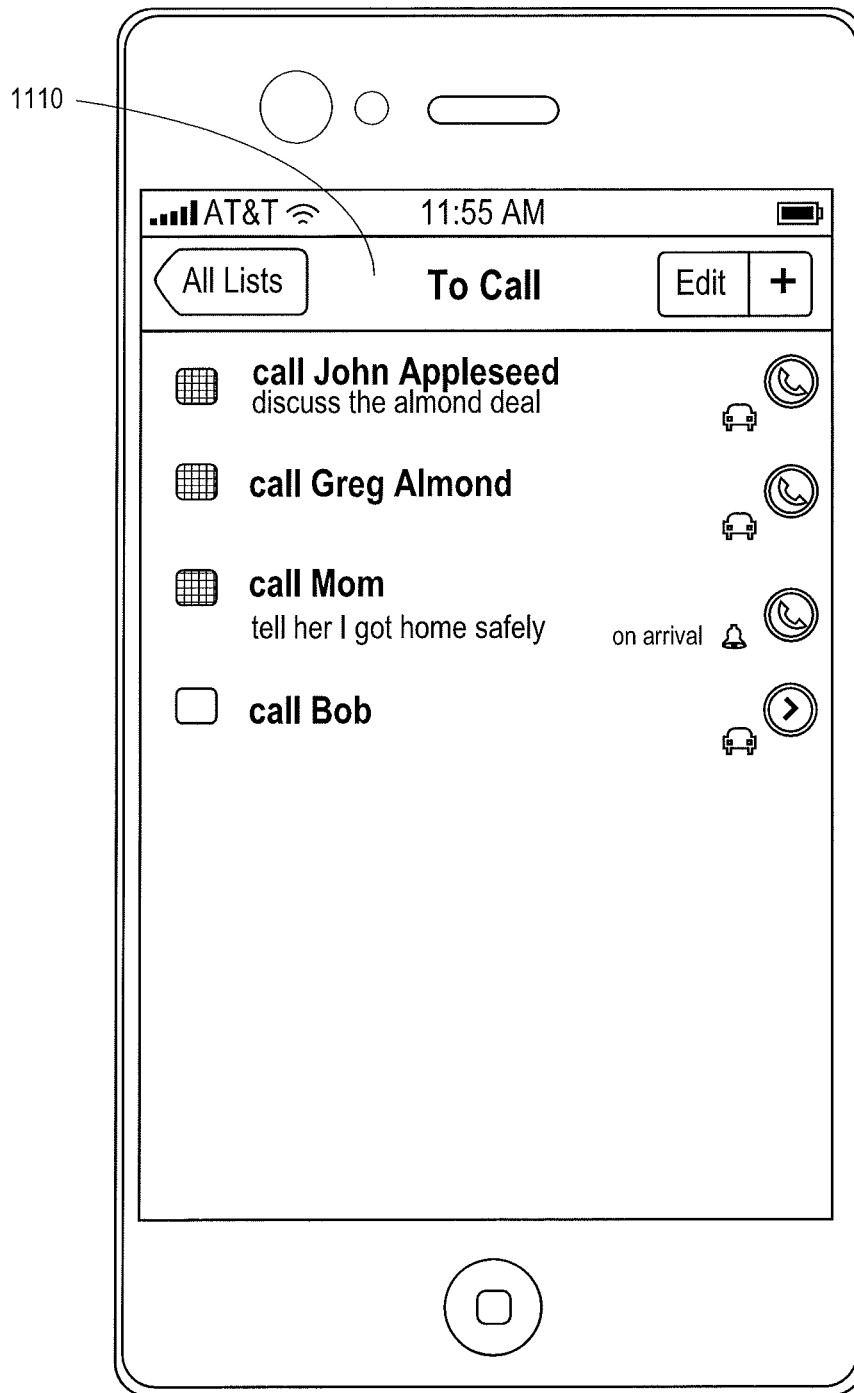 1110
AT&T 11:55 AM
All Lists To Call Edit +
call John Appleseed
discuss the almond deal
call Greg Almond
call Mom
tell her I got home safely on arrival
call Bob